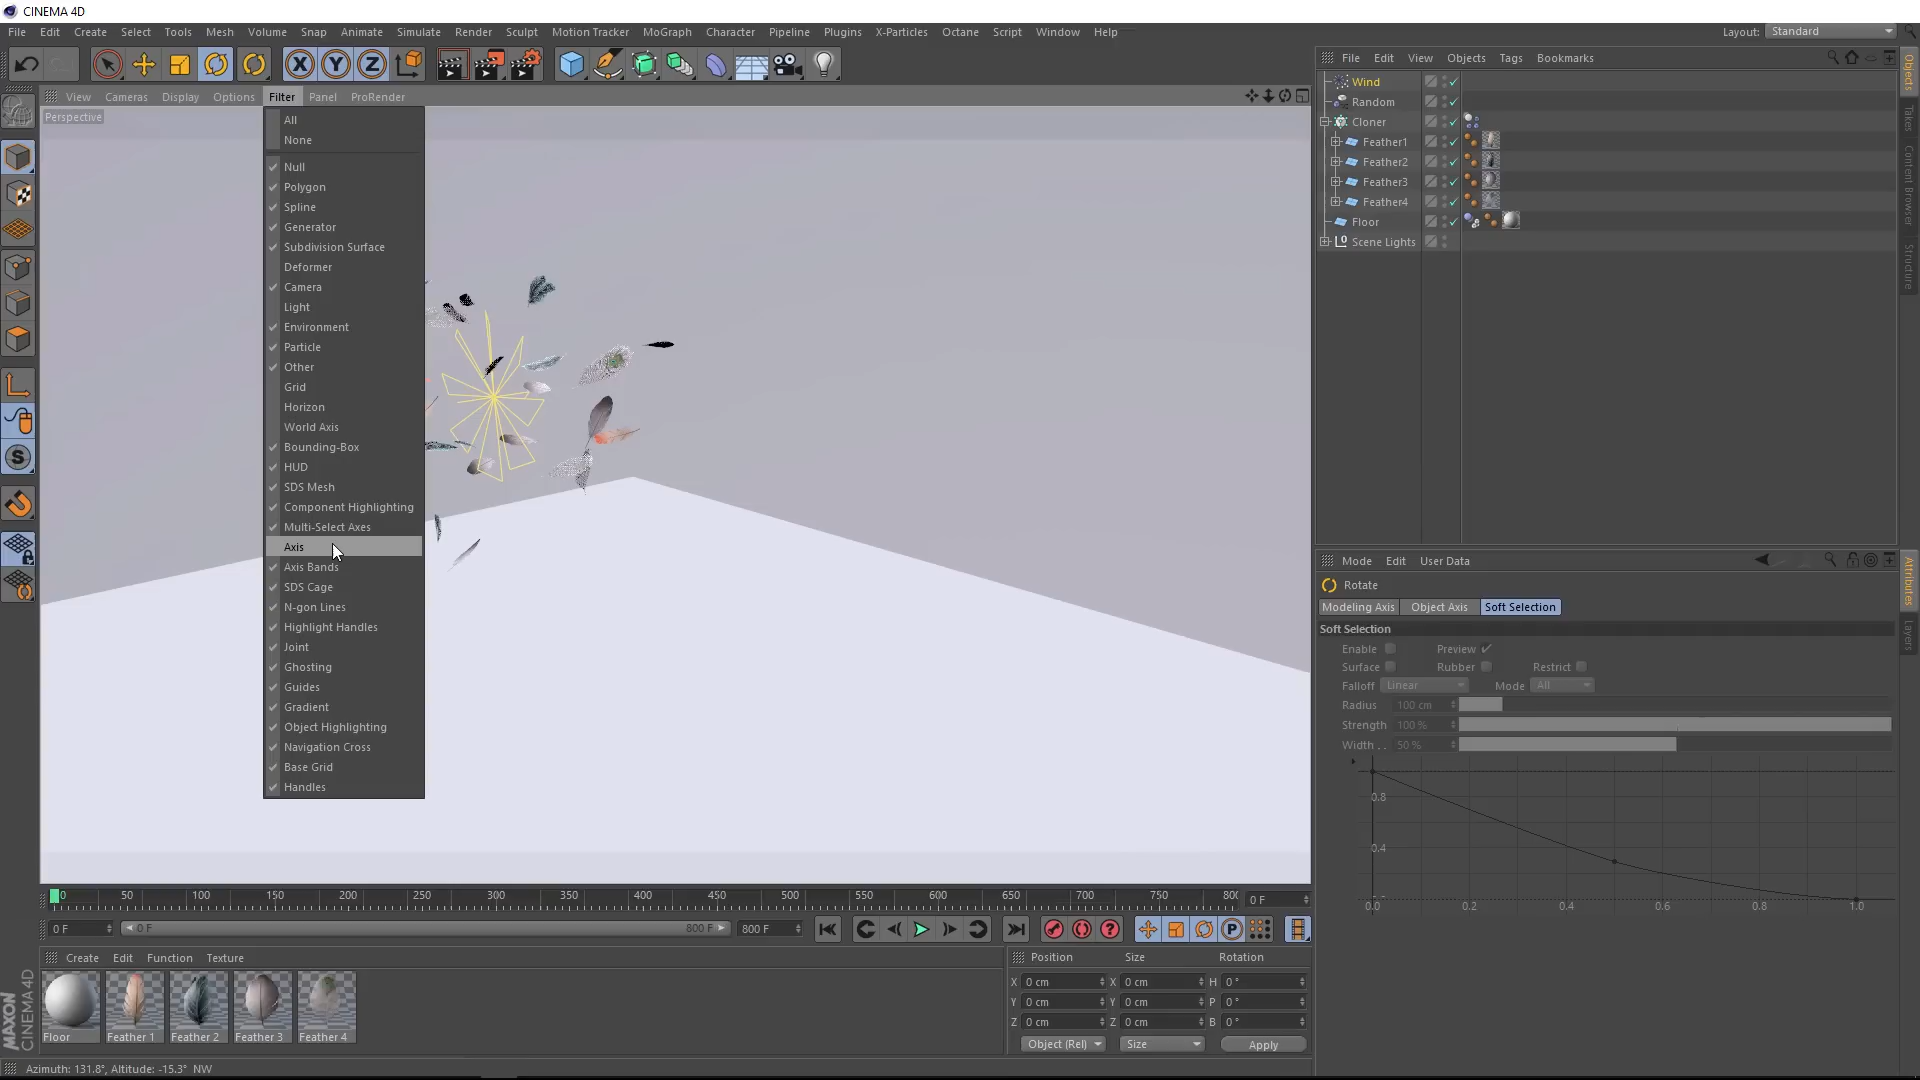 CINEMA 4D
File Edit Create Select Tools Mesh Volume Snap Animate Simulate Render Sculpt Motion Tracker MoGraph Character Pipeline Plugins X-Particles Octane Script Window Help
Layout: Standard
X Y Z
File Edit View Objects Tags Bookmarks
View Cameras Display Options Filter Panel ProRender
Perspective
All
None
Null
Polygon
Spline
Generator
Subdivision Surface
Deformer
Camera
Light
Environment
Particle
Other
Grid
Horizon
World Axis
Bounding-Box
HUD
SDS Mesh
Component Highlighting
Multi-Select Axes
Axis
Axis Bands
SDS Cage
N-gon Lines
Highlight Handles
Joint
Ghosting
Guides
Gradient
Object Highlighting
Navigation Cross
Base Grid
Handles
S
Wind
Random
Cloner
Feather1
Feather2
Feather3
Feather4
Floor
L0 Scene Lights
Objects
Takes
Content Browser
Structure
Attributes
Layers
Mode Edit User Data
Rotate
Modeling Axis Object Axis Soft Selection
Soft Selection
Enable Preview
Surface Rubber Restrict
Falloff Linear Mode All
Radius 100 cm
Strength 100 %
Width . . 50 %
0.8
0.4
0.0 0.2 0.4 0.6 0.8 1.0
0 50 100 150 200 250 300 350 400 450 500 550 600 650 700 750 800
0 F
0 F 0 F 800 F 800 F
P
Create Edit Function Texture
Floor Feather 1 Feather 2 Feather 3 Feather 4
Position Size Rotation
X 0 cm X 0 cm H 0 °
Y 0 cm Y 0 cm P 0 °
Z 0 cm Z 0 cm B 0 °
Object (Rel) Size Apply
MAXON
CINEMA 4D
Azimuth: 131.8°, Altitude: -15.3° NW